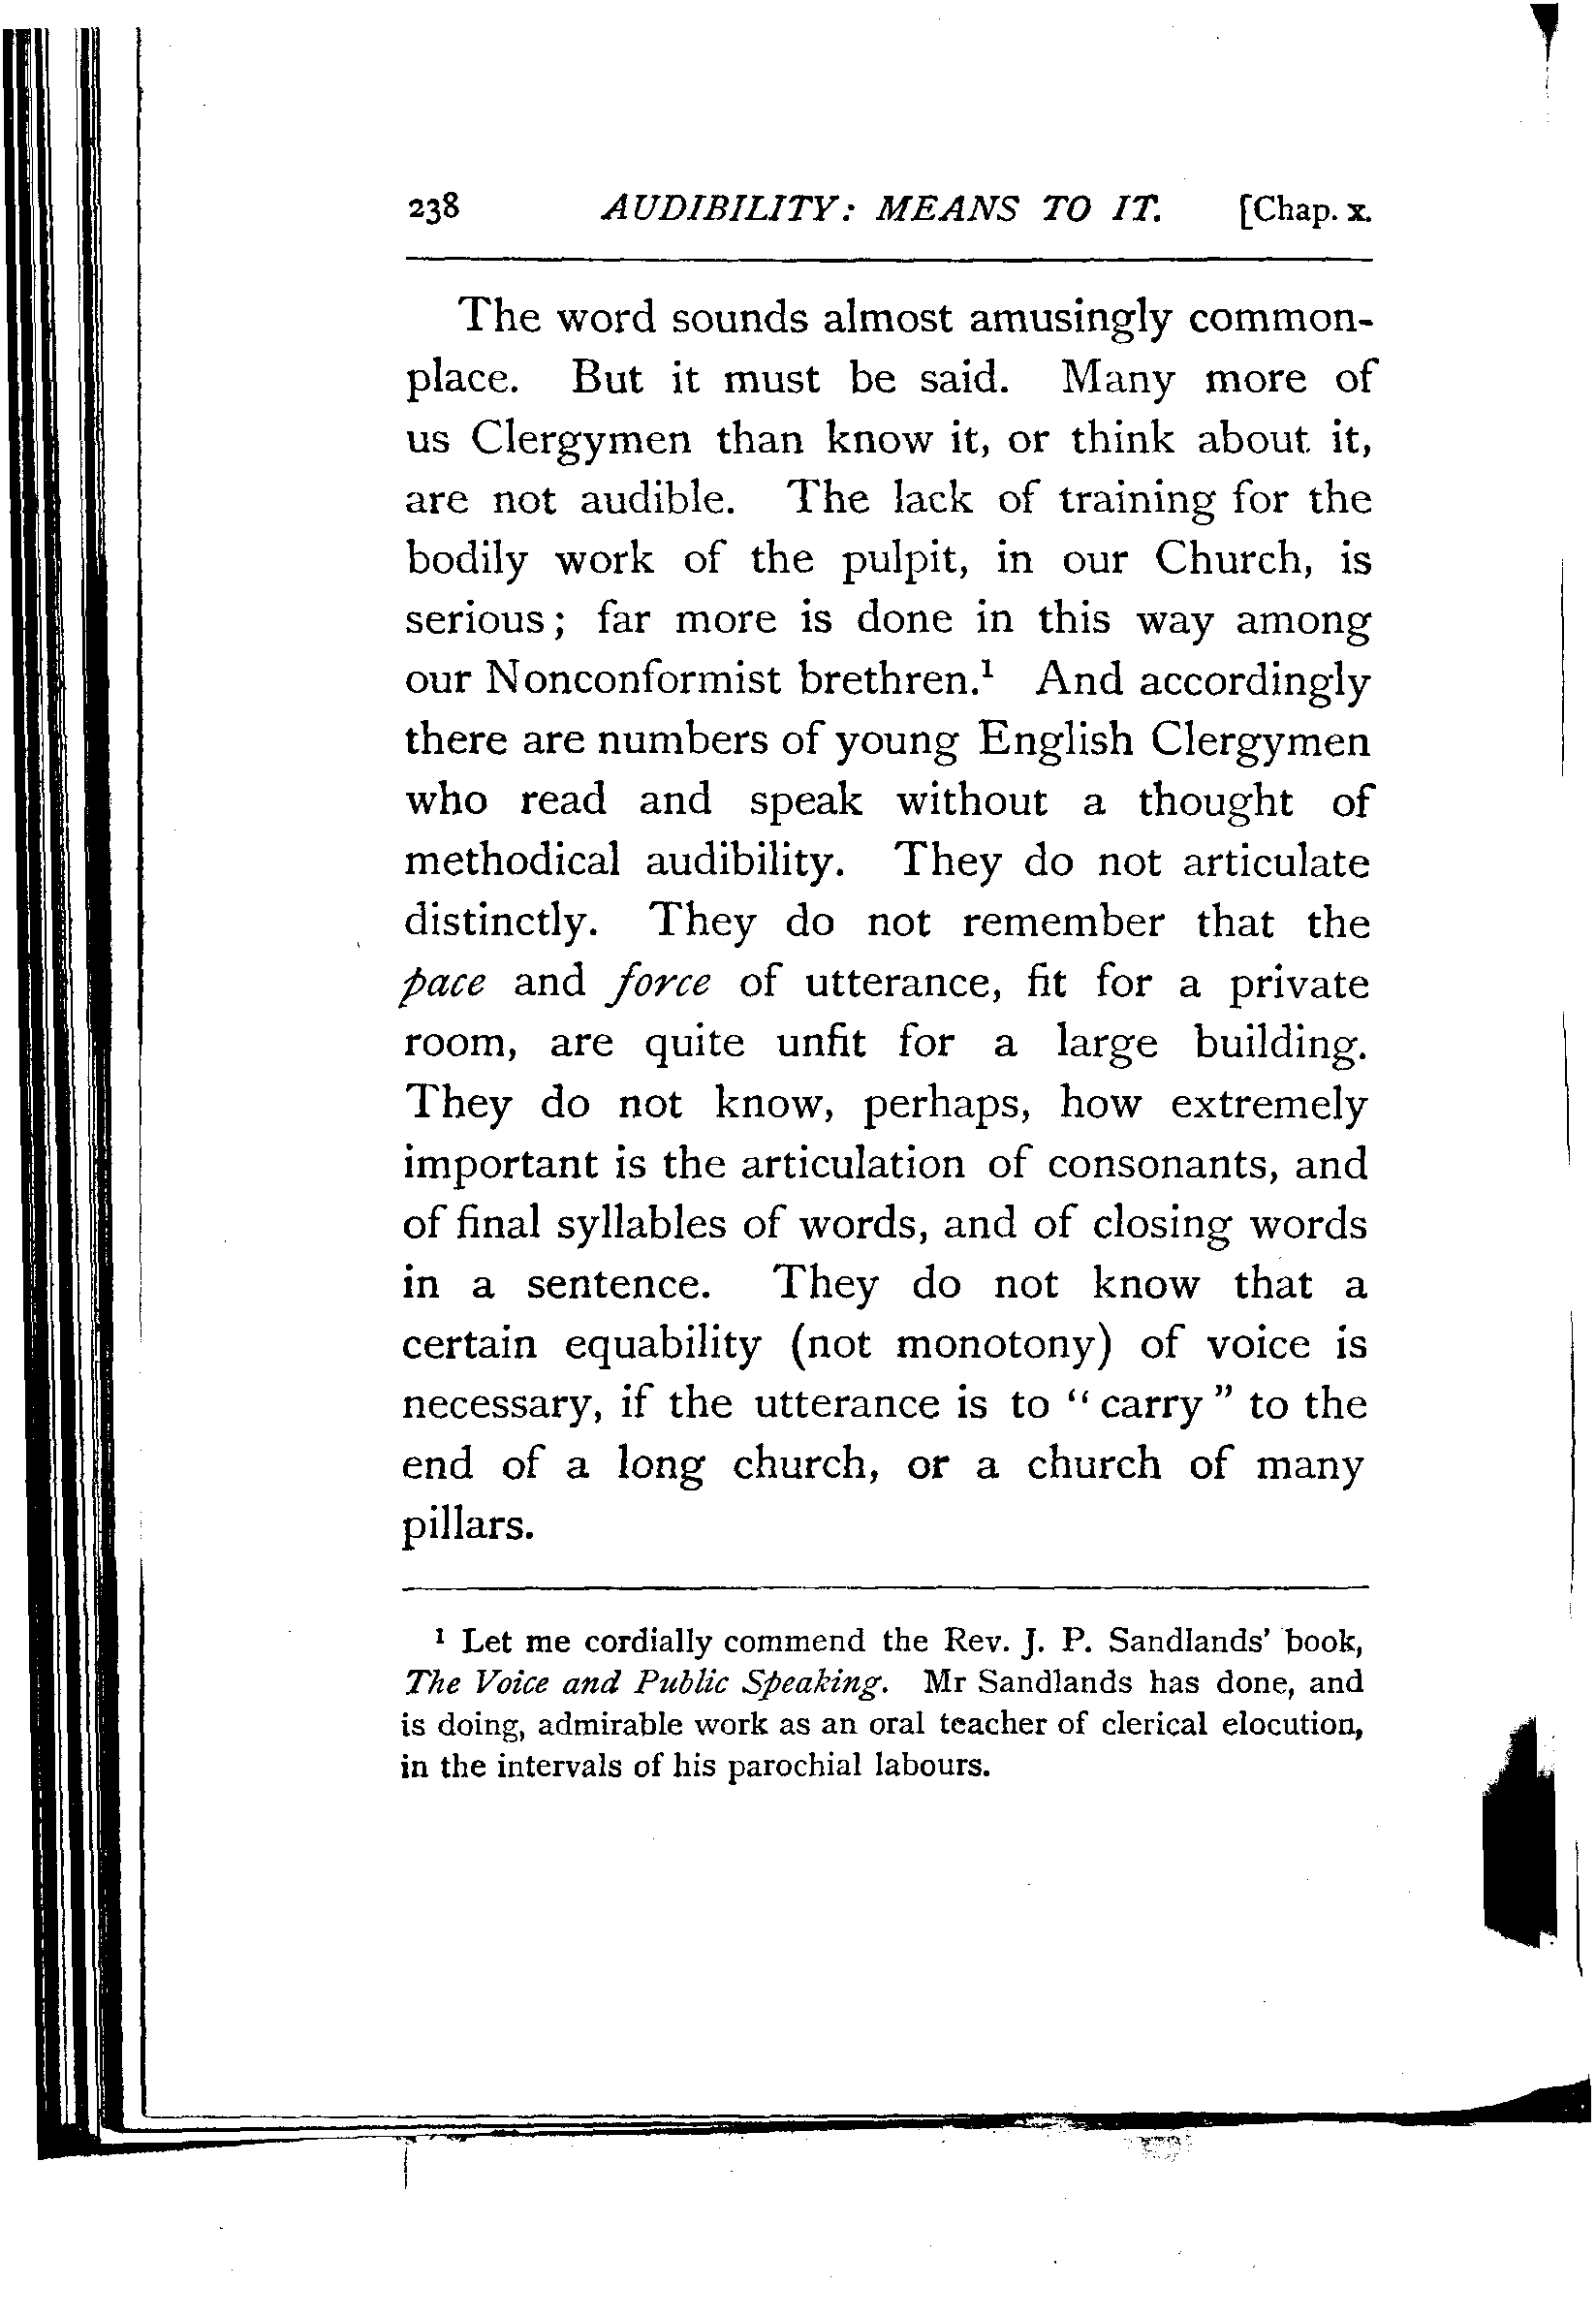 238 AUDIBILITY: MEANS TO IT. [Chap. x.
The word sounds almost amusingly common-
place. But it must be said. Many more of
us Clergymen than know it, or think about it,
are not audible. The lack of training for the
bodily work of the pulpit, in our Church, is
serious; far more is done in this way among
our Nonconformist brethren.¹ And accordingly
there are numbers of young English Clergymen
who read and speak without a thought of
methodical audibility. They do not articulate
distinctly. They do not remember that the
pace and force of utterance, fit for a private
room, are quite unfit for a large building.
They do not know, perhaps, how extremely
important is the articulation of consonants, and
of final syllables of words, and of closing words
in a sentence. They do not know that a
certain equability (not monotony) of voice is
necessary, if the utterance is to “carry” to the
end of a long church, or a church of many
pillars.
¹ Let me cordially commend the Rev. J. P. Sandlands' book,
The Voice and Public Speaking. Mr Sandlands has done, and
is doing, admirable work as an oral teacher of clerical elocution,
in the intervals of his parochial labours.